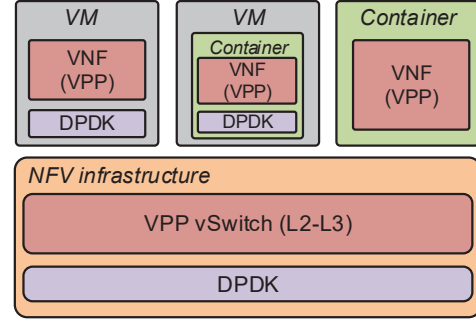 VM
VNF
(VPP)
DPDK
VM
Container
VNF
(VPP)
DPDK
Container
VNF
(VPP)
NFV infrastructure
VPP vSwitch (L2-L3)
DPDK